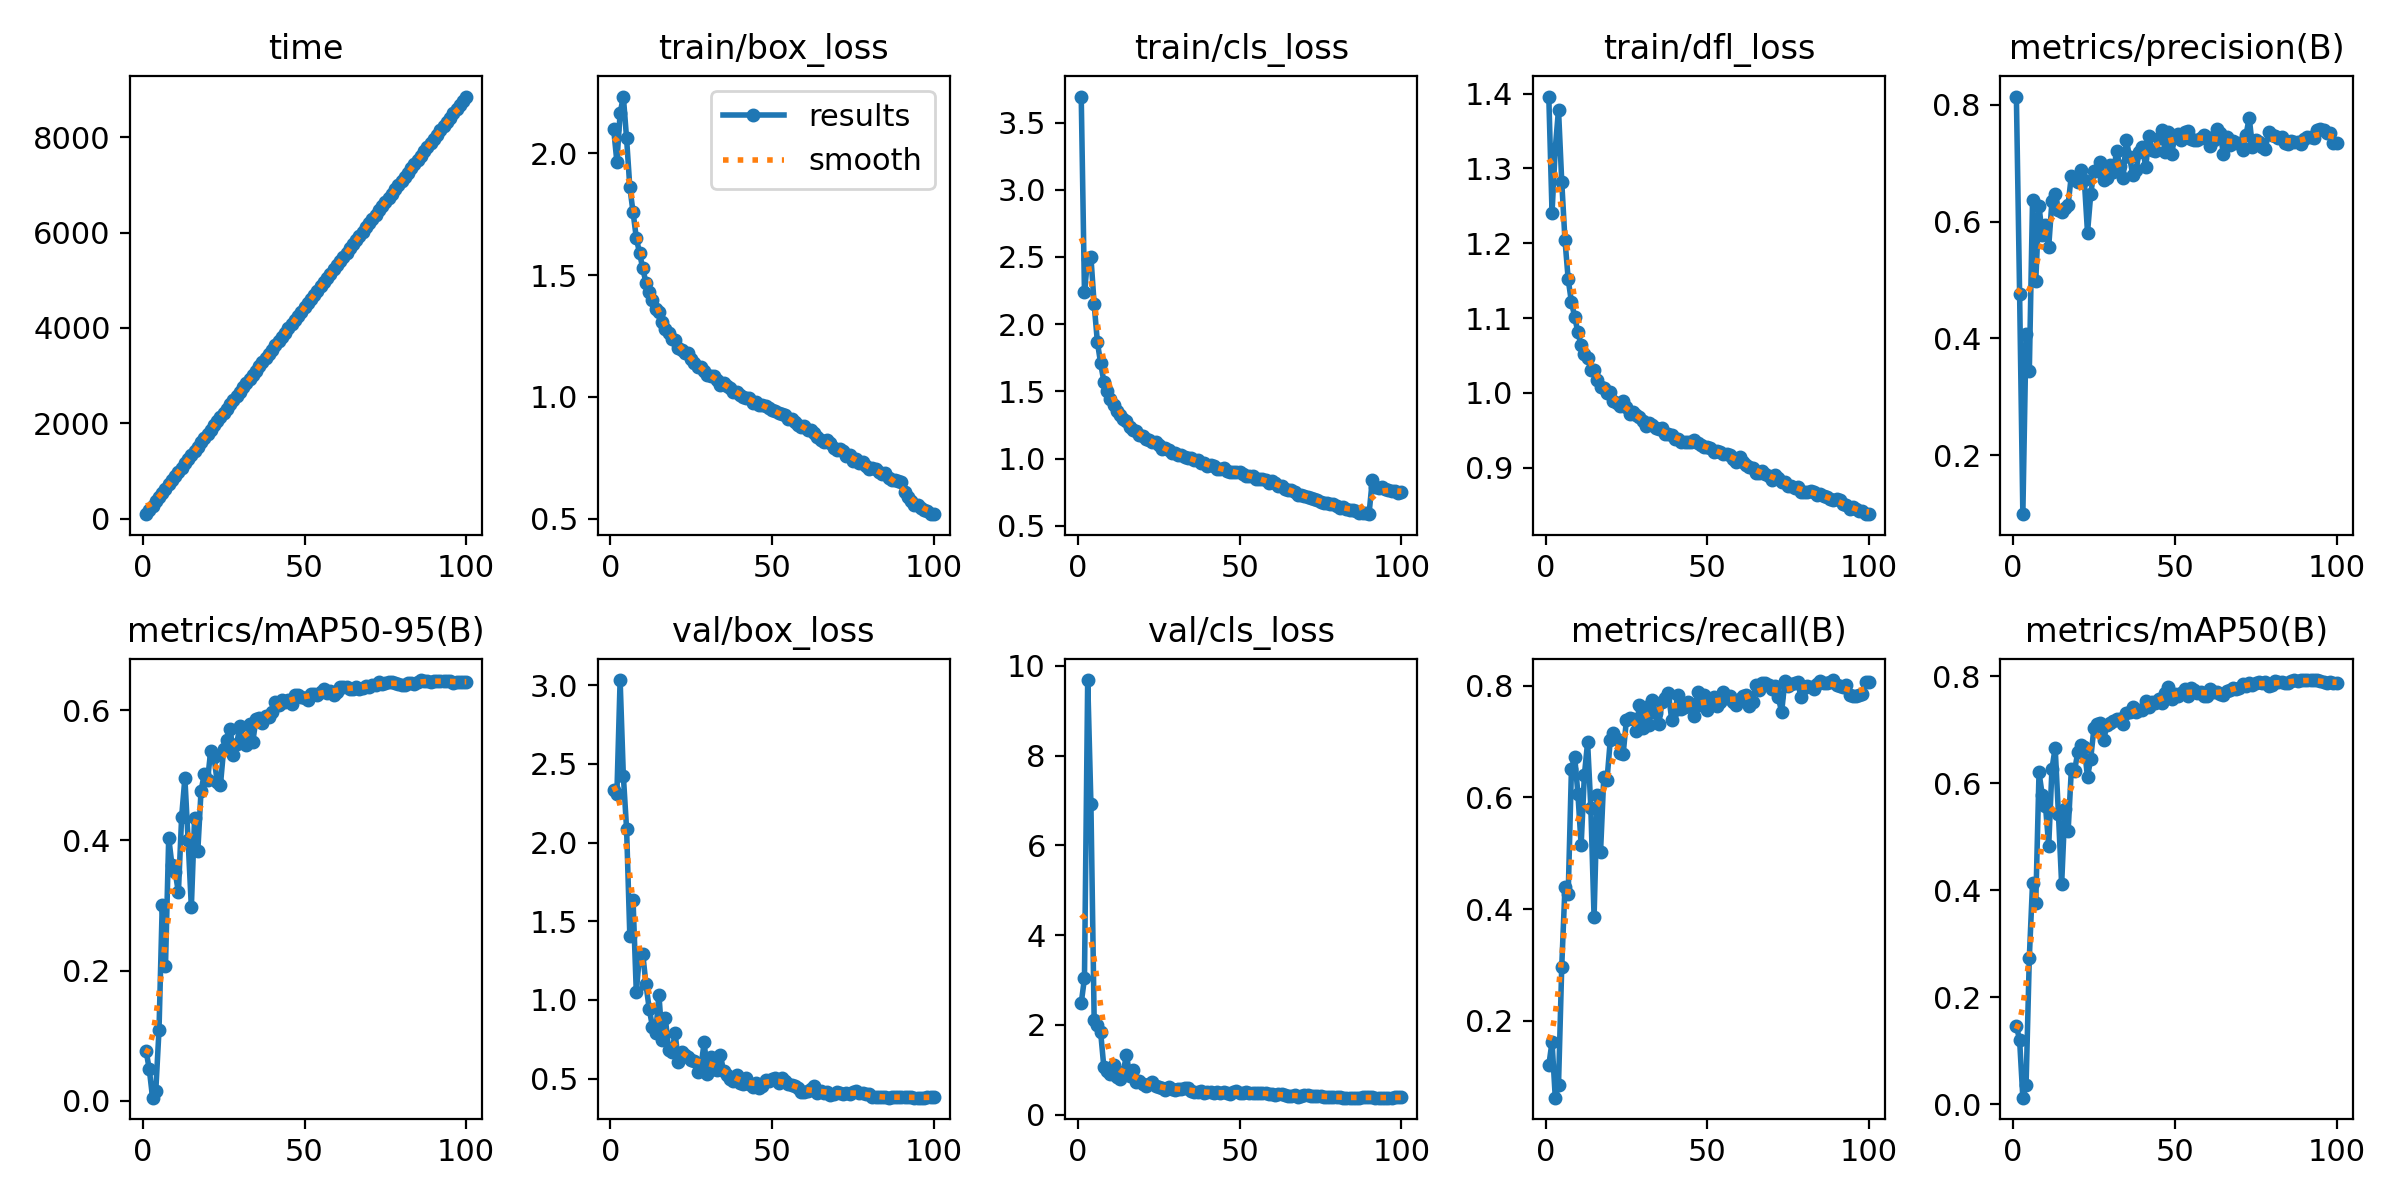 time
8000
6000
4000
2000
0
0 50 100
train/box_loss
results
smooth
2.0
1.5
1.0
0.5
0 50 100
train/cls_loss
3.5
3.0
2.5
2.0
1.5
1.0
0.5
0 50 100
train/dfl_loss
1.4
1.3
1.2
1.1
1.0
0.9
0 50 100
metrics/precision(B)
0.8
0.6
0.4
0.2
0 50 100
metrics/mAP50-95(B)
0.6
0.4
0.2
0.0
0 50 100
val/box_loss
3.0
2.5
2.0
1.5
1.0
0.5
0 50 100
val/cls_loss
10
8
6
4
2
0
0 50 100
metrics/recall(B)
0.8
0.6
0.4
0.2
0 50 100
metrics/mAP50(B)
0.8
0.6
0.4
0.2
0.0
0 50 100